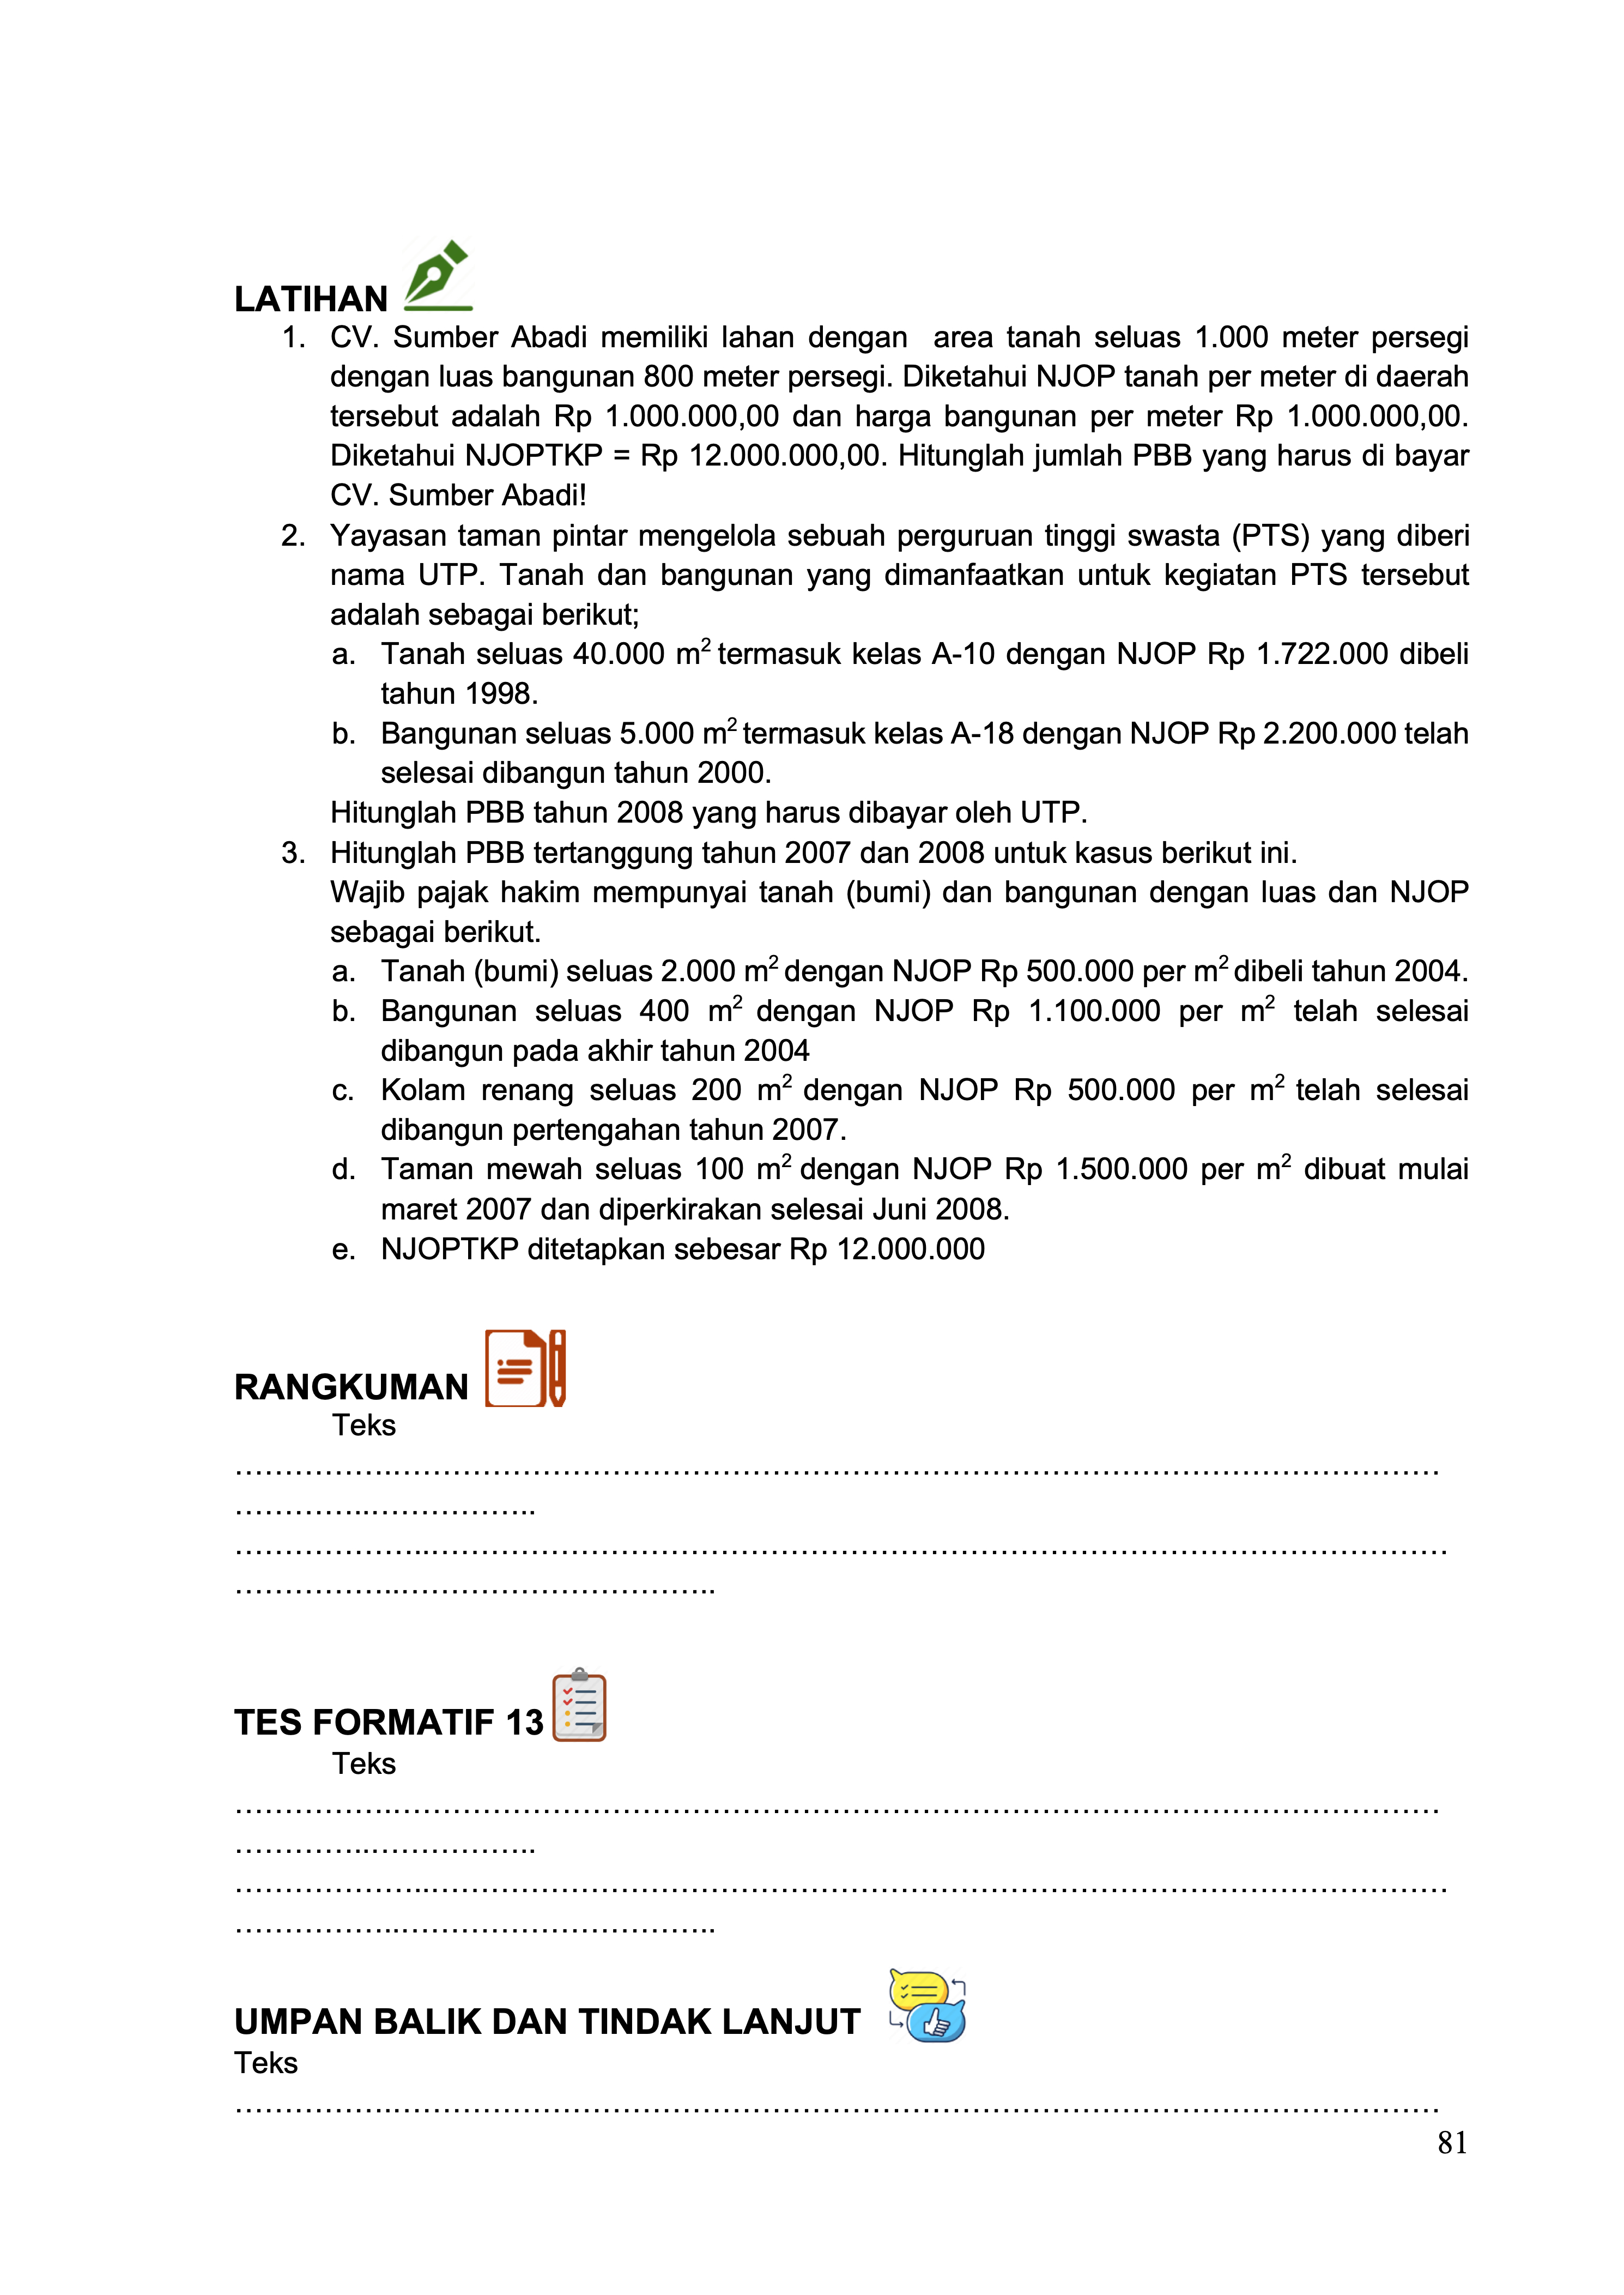 LATIHAN
1. CV. Sumber Abadi memiliki lahan dengan area tanah seluas 1.000 meter persegi
dengan luas bangunan 800 meter persegi. Diketahui NJOP tanah per meter di daerah
tersebut adalah Rp 1.000.000,00 dan harga bangunan per meter Rp 1.000.000,00.
Diketahui NJOPTKP = Rp 12.000.000,00. Hitunglah jumlah PBB yang harus di bayar
CV. Sumber Abadi!
2. Yayasan taman pintar mengelola sebuah perguruan tinggi swasta (PTS) yang diberi
nama UTP. Tanah dan bangunan yang dimanfaatkan untuk kegiatan PTS tersebut
adalah sebagai berikut;
a. Tanah seluas 40.000 m² termasuk kelas A-10 dengan NJOP Rp 1.722.000 dibeli
tahun 1998.
b. Bangunan seluas 5.000 m² termasuk kelas A-18 dengan NJOP Rp 2.200.000 telah
selesai dibangun tahun 2000.
Hitunglah PBB tahun 2008 yang harus dibayar oleh UTP.
3. Hitunglah PBB tertanggung tahun 2007 dan 2008 untuk kasus berikut ini.
Wajib pajak hakim mempunyai tanah (bumi) dan bangunan dengan luas dan NJOP
sebagai berikut.
a. Tanah (bumi) seluas 2.000 m² dengan NJOP Rp 500.000 per m² dibeli tahun 2004.
b. Bangunan seluas 400 m² dengan NJOP Rp 1.100.000 per m² telah selesai
dibangun pada akhir tahun 2004
c. Kolam renang seluas 200 m² dengan NJOP Rp 500.000 per m² telah selesai
dibangun pertengahan tahun 2007.
d. Taman mewah seluas 100 m² dengan NJOP Rp 1.500.000 per m² dibuat mulai
maret 2007 dan diperkirakan selesai Juni 2008.
e. NJOPTKP ditetapkan sebesar Rp 12.000.000
RANGKUMAN
Teks
……………………………………………………………………………………………………………
…………………………..
……………………………………………………………………………………………………………
…………………………………………..
TES FORMATIF 13
Teks
……………………………………………………………………………………………………………
…………………………..
……………………………………………………………………………………………………………
…………………………………………..
UMPAN BALIK DAN TINDAK LANJUT
Teks
……………………………………………………………………………………………………………
81